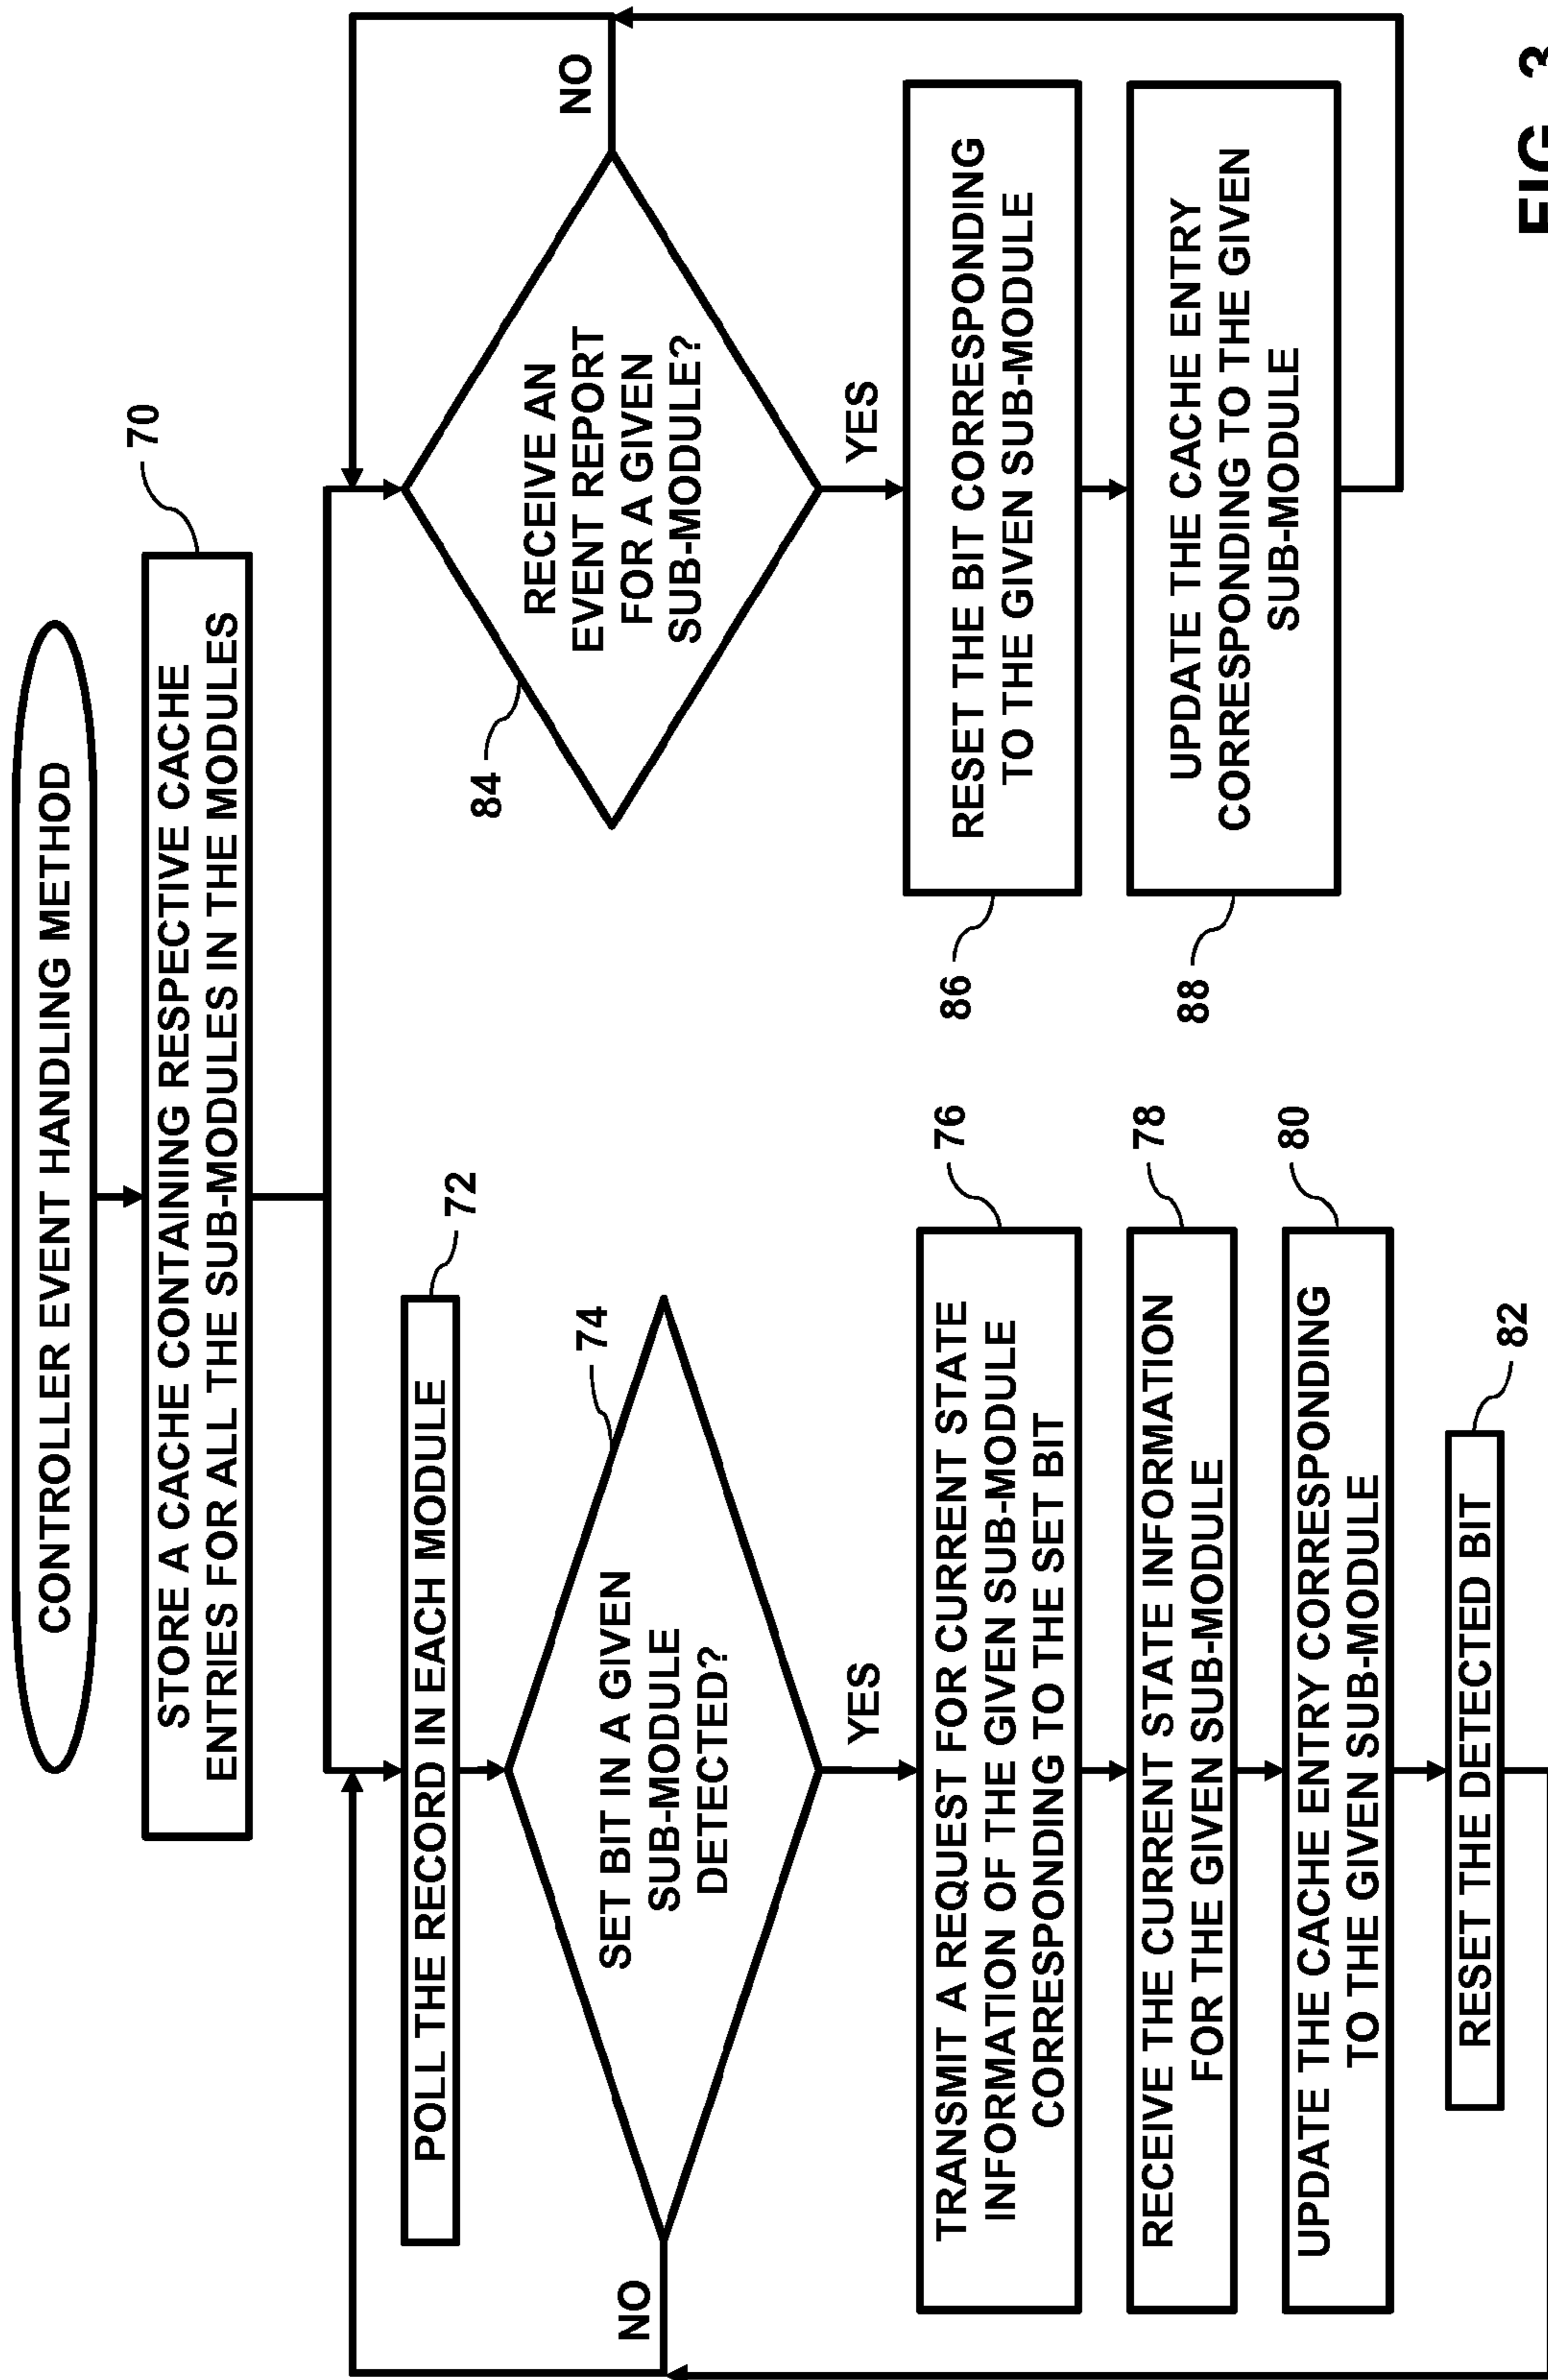 CONTROLLER EVENT HANDLING METHOD
70
STORE A CACHE CONTAINING RESPECTIVE CACHE
ENTRIES FOR ALL THE SUB-MODULES IN THE MODULES
72
POLL THE RECORD IN EACH MODULE
74
SET BIT IN A GIVEN
SUB-MODULE
DETECTED?
NO
YES
76
TRANSMIT A REQUEST FOR CURRENT STATE
INFORMATION OF THE GIVEN SUB-MODULE
CORRESPONDING TO THE SET BIT
78
RECEIVE THE CURRENT STATE INFORMATION
FOR THE GIVEN SUB-MODULE
80
UPDATE THE CACHE ENTRY CORRESPONDING
TO THE GIVEN SUB-MODULE
82
RESET THE DETECTED BIT
84
RECEIVE AN
EVENT REPORT
FOR A GIVEN
SUB-MODULE?
NO
YES
86
RESET THE BIT CORRESPONDING
TO THE GIVEN SUB-MODULE
88
UPDATE THE CACHE ENTRY
CORRESPONDING TO THE GIVEN
SUB-MODULE
FIG. 3